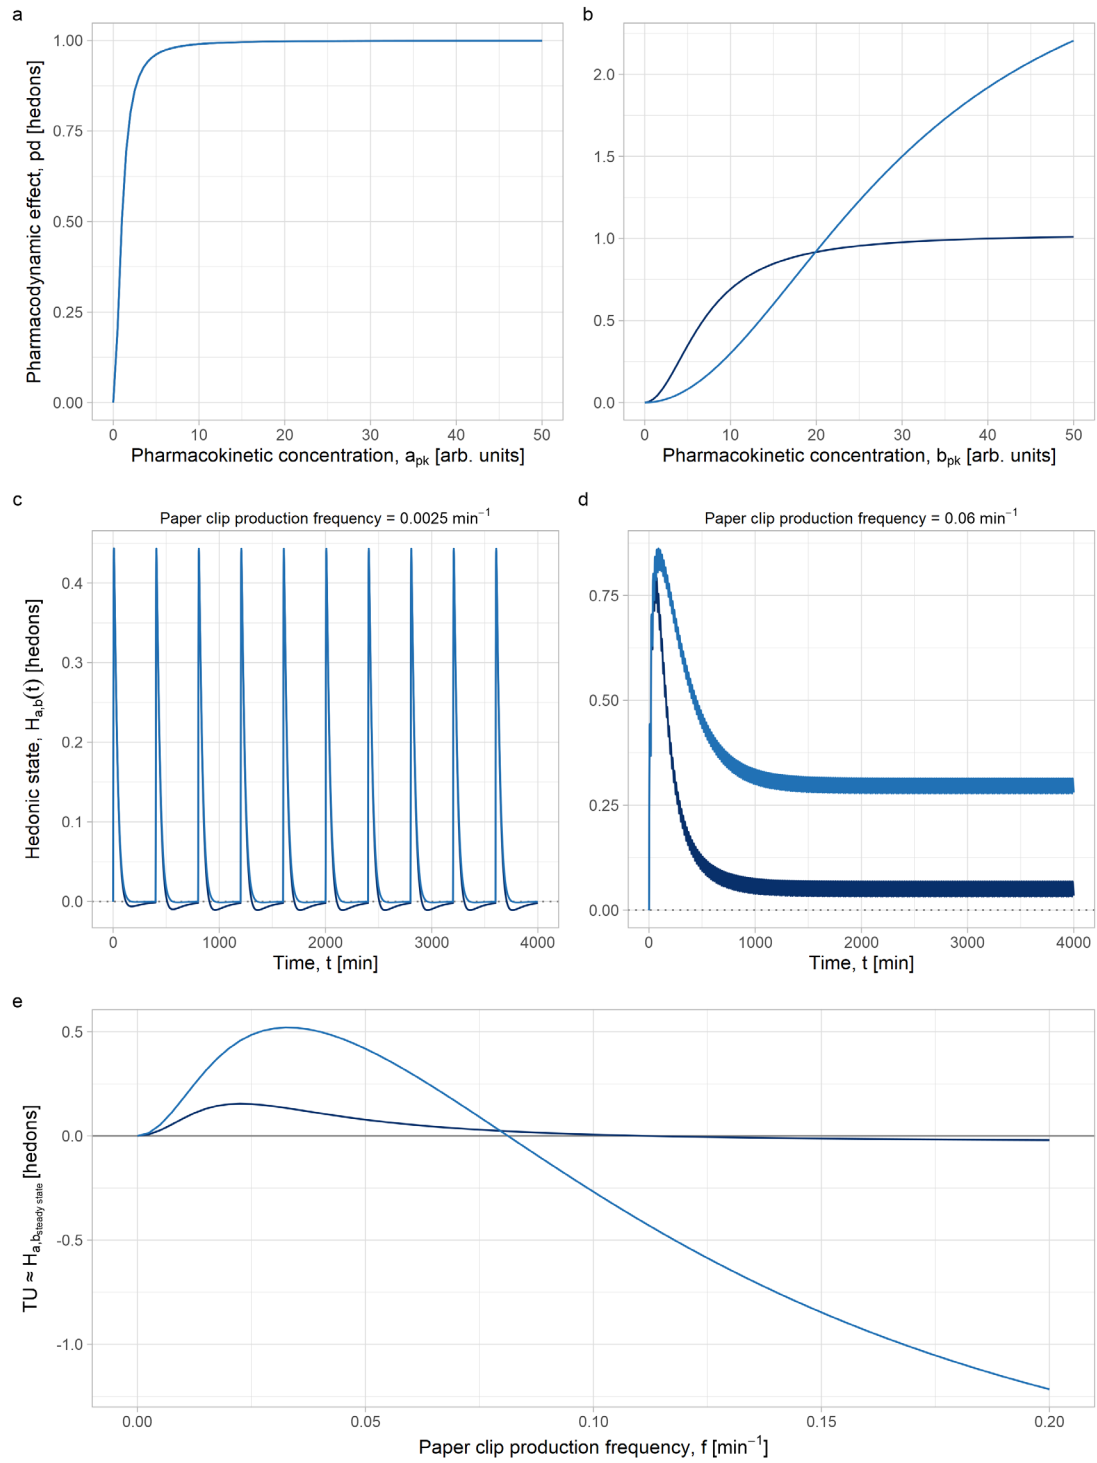 a
1.00
0.75
0.50
0.25
0.00
Pharmacodynamic effect, pd [hedons]
0 10 20 30 40 50
Pharmacokinetic concentration, a_pk [arb. units]
b
2.0
1.5
1.0
0.5
0.0
0 10 20 30 40 50
Pharmacokinetic concentration, b_pk [arb. units]
c
Paper clip production frequency = 0.0025 min⁻¹
0.4
0.3
0.2
0.1
0.0
Hedonic state, H_a,b(t) [hedons]
0 1000 2000 3000 4000
Time, t [min]
d
Paper clip production frequency = 0.06 min⁻¹
0.75
0.50
0.25
0.00
0 1000 2000 3000 4000
Time, t [min]
e
0.5
0.0
-0.5
-1.0
TU ≈ H_a,b_steady state [hedons]
0.00 0.05 0.10 0.15 0.20
Paper clip production frequency, f [min⁻¹]